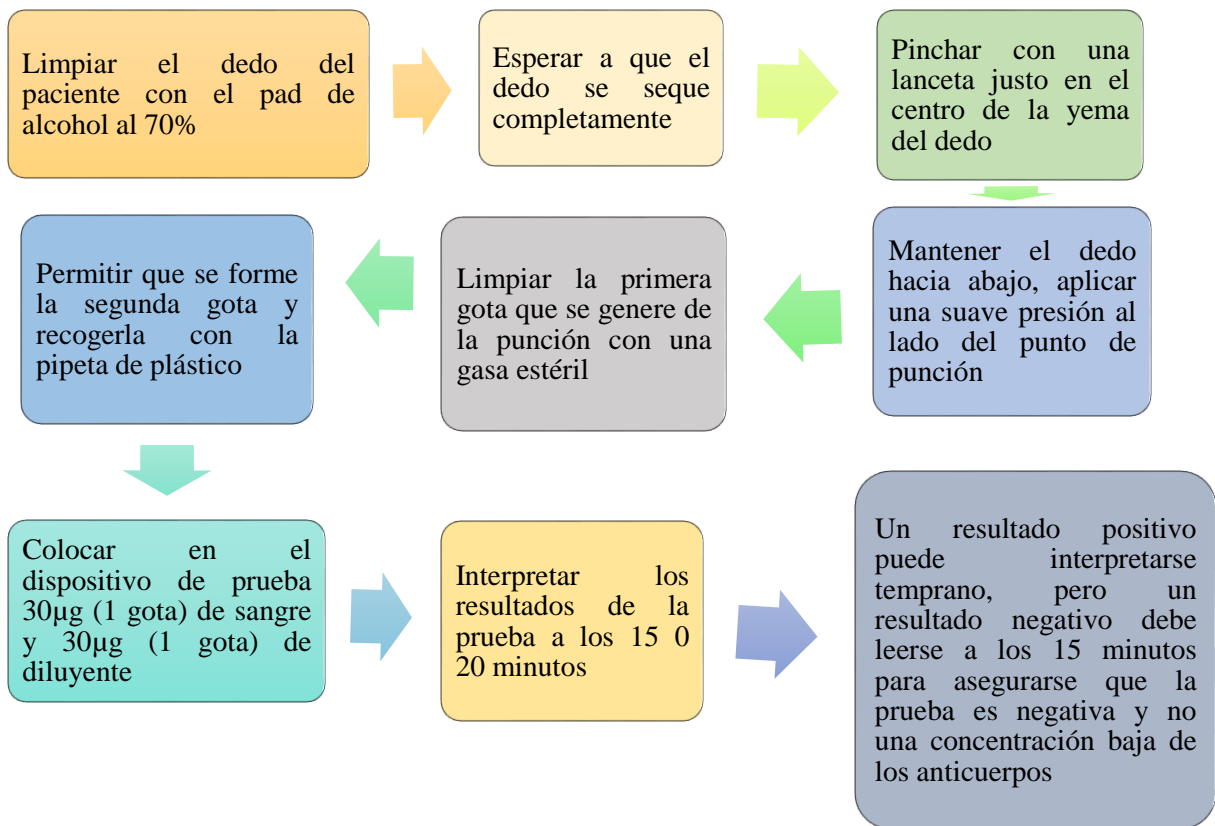 Limpiar el dedo del
paciente con el pad de
alcohol al 70%
Esperar a que el
dedo se seque
completamente
Pinchar con una
lanceta justo en el
centro de la yema
del dedo
Mantener el dedo
hacia abajo, aplicar
una suave presión al
lado del punto de
punción
Limpiar la primera
gota que se genere de
la punción con una
gasa estéril
Permitir que se forme
la segunda gota y
recogerla con la
pipeta de plástico
Colocar en el
dispositivo de prueba
30µg (1 gota) de sangre
y 30µg (1 gota) de
diluyente
Interpretar los
resultados de la
prueba a los 15 0
20 minutos
Un resultado positivo
puede interpretarse
temprano, pero un
resultado negativo debe
leerse a los 15 minutos
para asegurarse que la
prueba es negativa y no
una concentración baja de
los anticuerpos